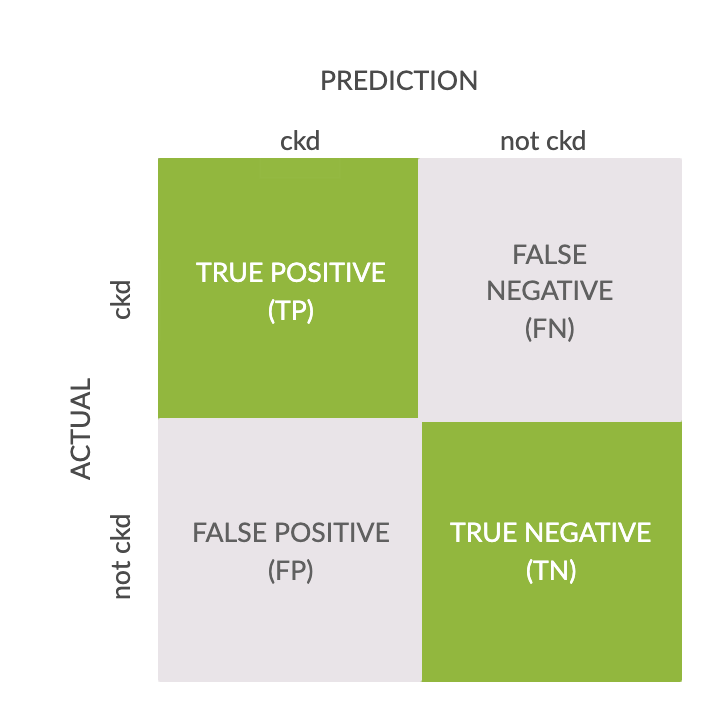 PREDICTION
ckd
not ckd
ckd
TRUE POSITIVE
(TP)
FALSE
NEGATIVE
(FN)
ACTUAL
not ckd
FALSE POSITIVE
(FP)
TRUE NEGATIVE
(TN)